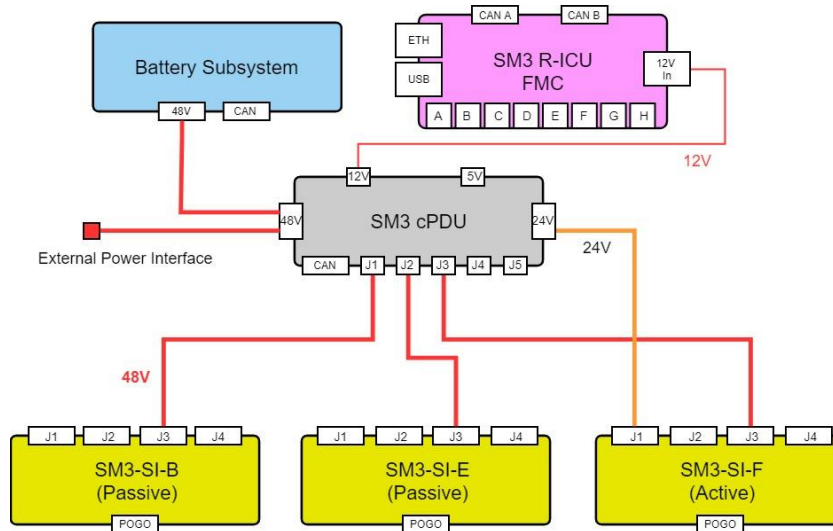 CAN A
CAN B
Battery Subsystem
48V
CAN
ETH
USB
SM3 R-ICU
FMC
12V
In
A
B
C
D
E
F
G
H
12V
12V
5V
48V
SM3 cPDU
24V
External Power Interface
24V
CAN
J1
J2
J3
J4
J5
48V
J1
J2
J3
J4
SM3-SI-B
(Passive)
POGO
J1
J2
J3
J4
SM3-SI-E
(Passive)
POGO
J1
J2
J3
J4
SM3-SI-F
(Active)
POGO